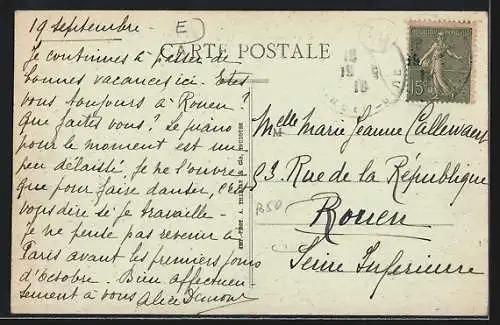 19 septembre -
E
CARTE POSTALE
Je continues à passer de
bonnes vacances ici. Etes
vous toujours à Rouen ?
Que faites vous ? Le piano
pour le moment est un
peu délaissé, je ne l'ouvre
que pour faire danser, c'est
vous dire si je travaille -
Je ne pense pas revenir à
Paris avant les premiers jours
d'Octobre. Bien affectueu
sement à vous Alice
Melle Marie Jeanne
M
53 Rue de la République
B50
Rouen
Seine Inférieure
15